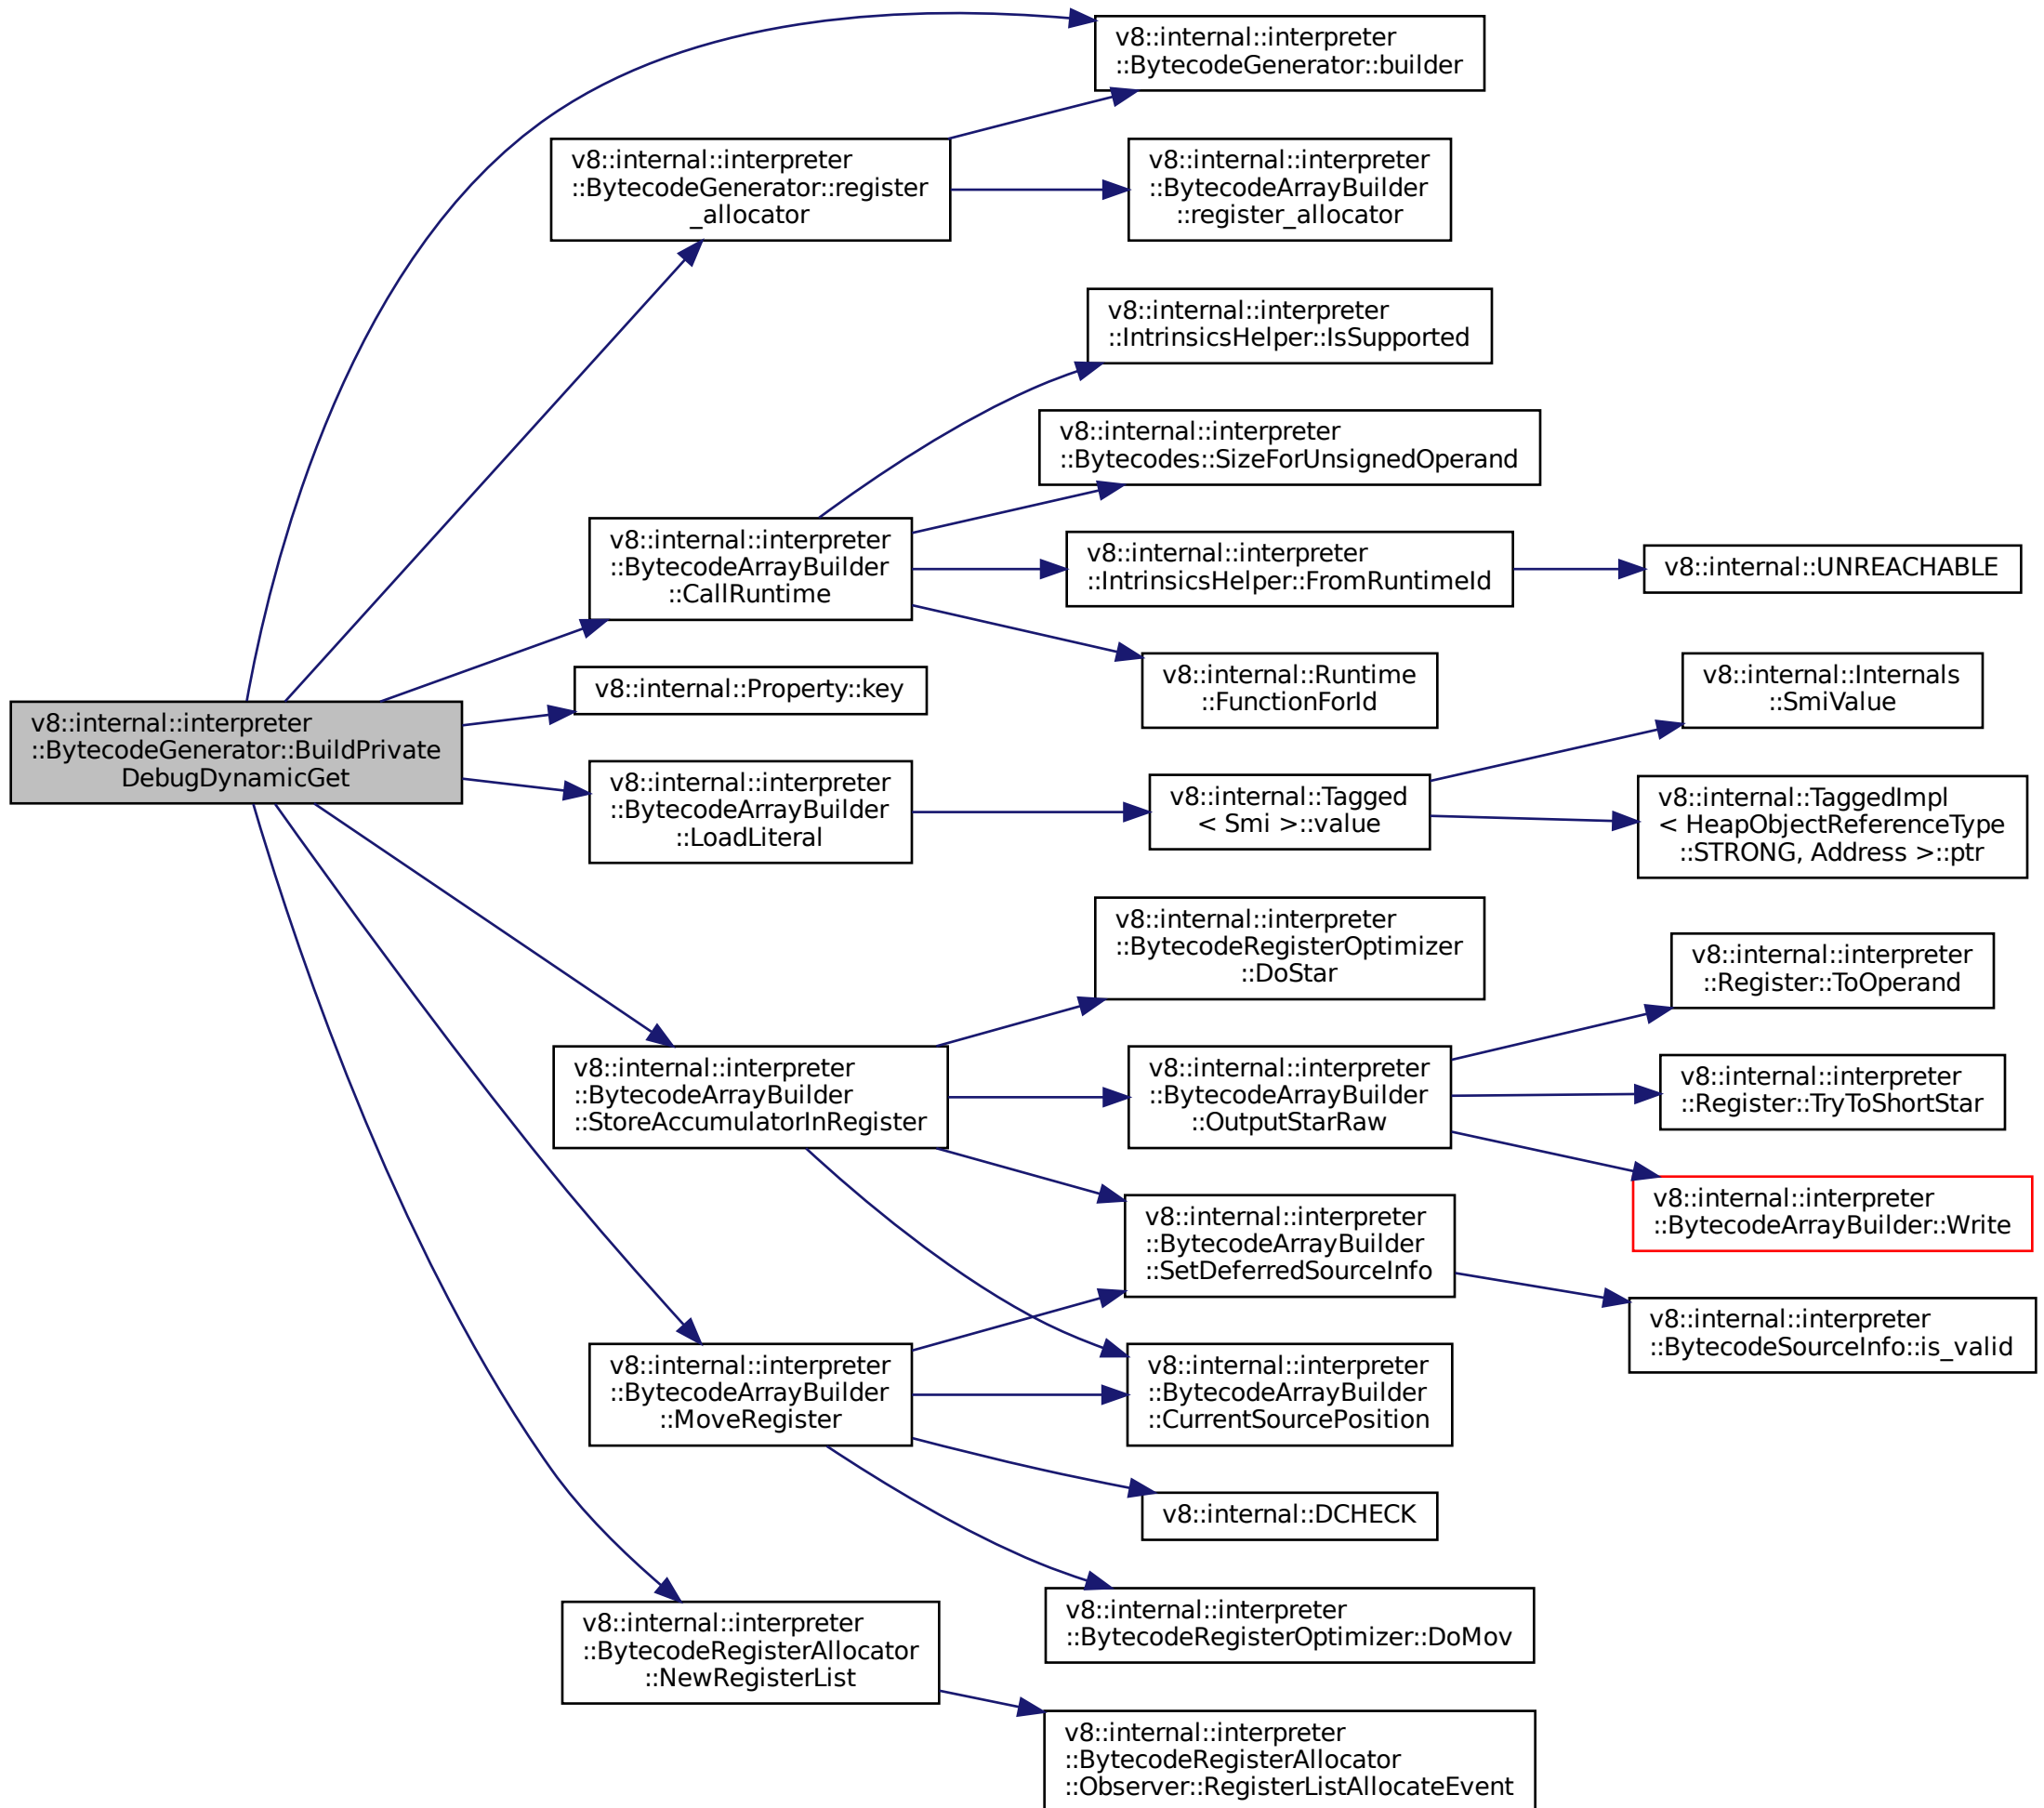 v8::internal::interpreter
::BytecodeGenerator::builder
v8::internal::interpreter
::BytecodeGenerator::register
_allocator
v8::internal::interpreter
::BytecodeArrayBuilder
::register_allocator
v8::internal::interpreter
::IntrinsicsHelper::IsSupported
v8::internal::interpreter
::Bytecodes::SizeForUnsignedOperand
v8::internal::interpreter
::BytecodeArrayBuilder
::CallRuntime
v8::internal::interpreter
::IntrinsicsHelper::FromRuntimeId
v8::internal::UNREACHABLE
v8::internal::Runtime
::FunctionForId
v8::internal::Property::key
v8::internal::Internals
::SmiValue
v8::internal::interpreter
::BytecodeGenerator::BuildPrivate
DebugDynamicGet
v8::internal::interpreter
::BytecodeArrayBuilder
::LoadLiteral
v8::internal::Tagged
< Smi >::value
v8::internal::TaggedImpl
< HeapObjectReferenceType
::STRONG, Address >::ptr
v8::internal::interpreter
::BytecodeRegisterOptimizer
::DoStar
v8::internal::interpreter
::Register::ToOperand
v8::internal::interpreter
::BytecodeArrayBuilder
::StoreAccumulatorInRegister
v8::internal::interpreter
::BytecodeArrayBuilder
::OutputStarRaw
v8::internal::interpreter
::Register::TryToShortStar
v8::internal::interpreter
::BytecodeArrayBuilder::Write
v8::internal::interpreter
::BytecodeArrayBuilder
::SetDeferredSourceInfo
v8::internal::interpreter
::BytecodeSourceInfo::is_valid
v8::internal::interpreter
::BytecodeArrayBuilder
::MoveRegister
v8::internal::interpreter
::BytecodeArrayBuilder
::CurrentSourcePosition
v8::internal::DCHECK
v8::internal::interpreter
::BytecodeRegisterOptimizer::DoMov
v8::internal::interpreter
::BytecodeRegisterAllocator
::NewRegisterList
v8::internal::interpreter
::BytecodeRegisterAllocator
::Observer::RegisterListAllocateEvent